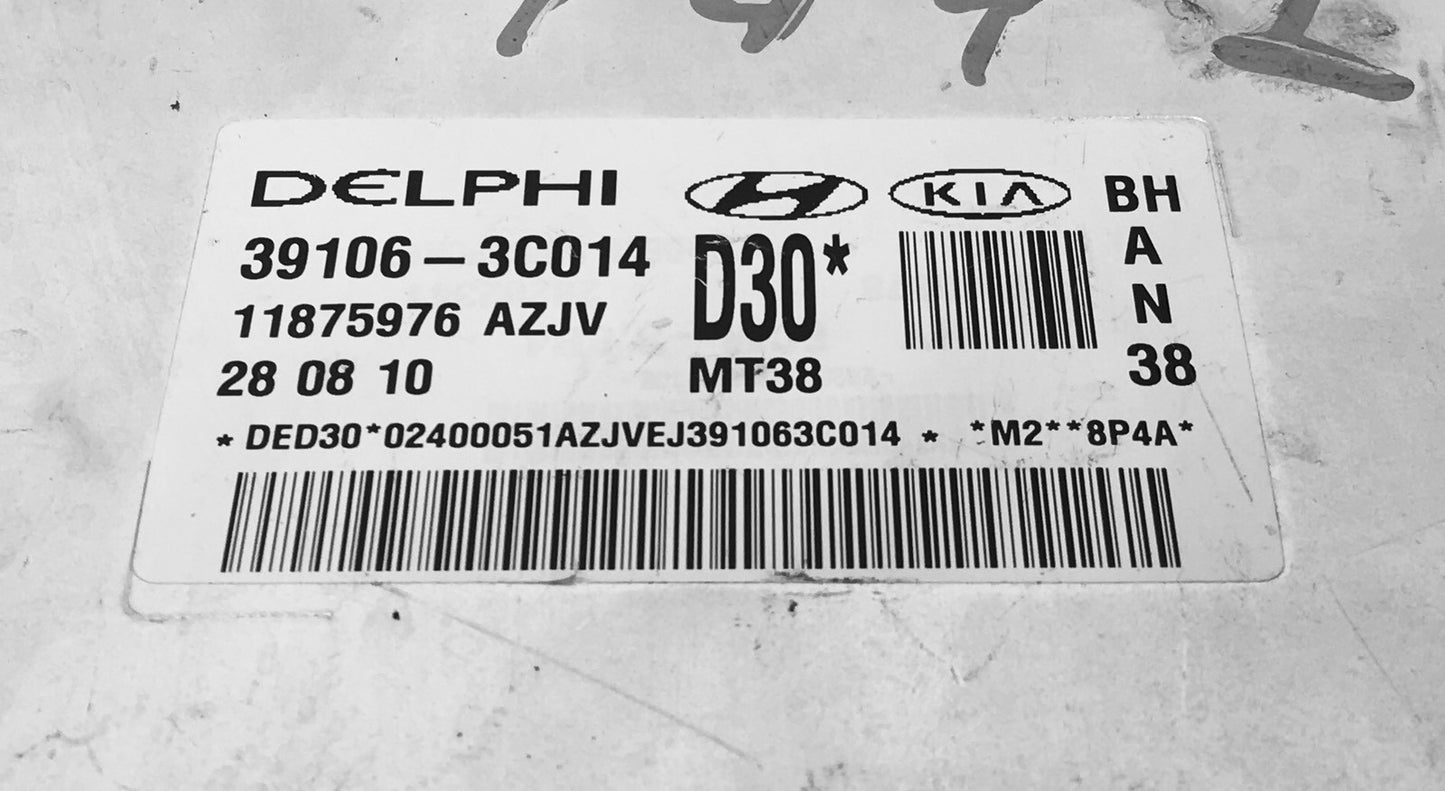 DELPHI KIA BH
39106-3C014 D30* A
11875976 AZJV N
28 08 10 MT38 38
* DED30*02400051AZJVEJ391063C014 * *M2**8P4A*